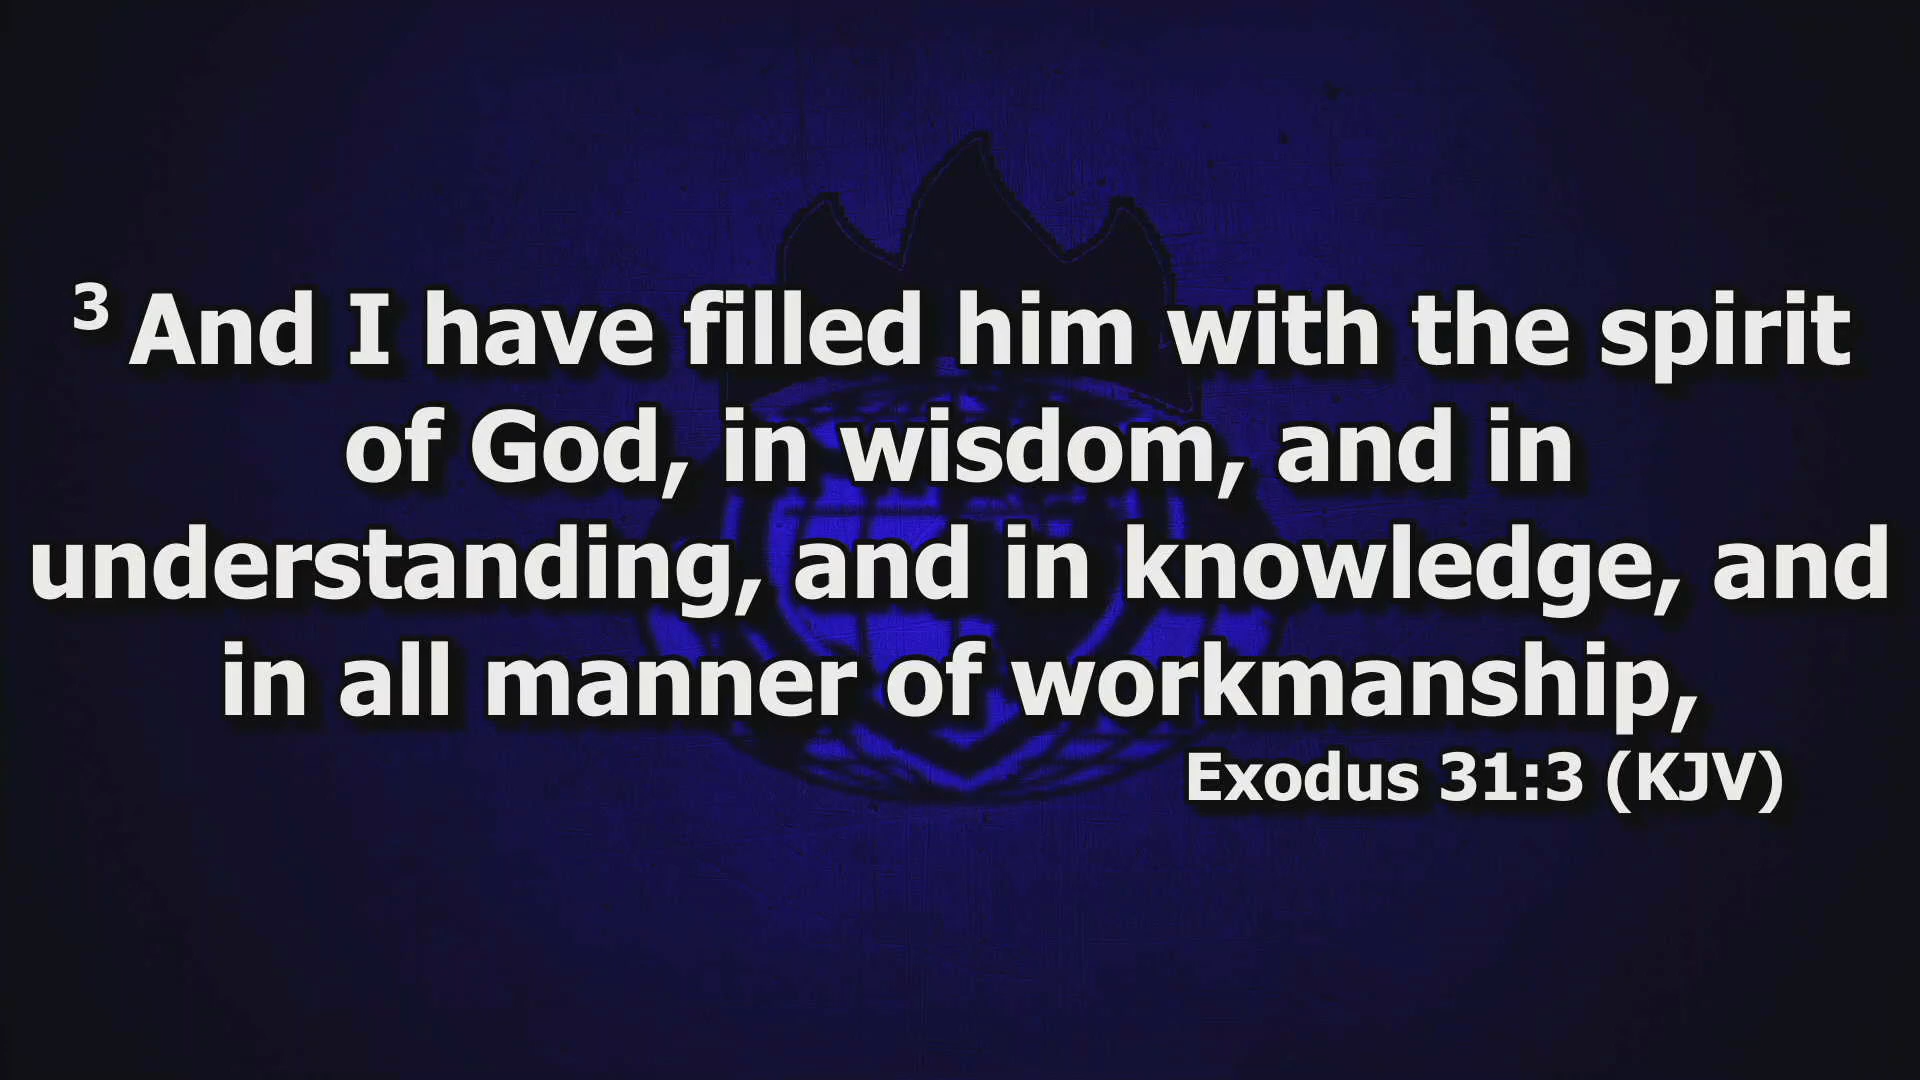 3 And I have filled him with the spirit
of God, in wisdom, and in
understanding, and in knowledge, and
in all manner of workmanship,
Exodus 31:3 (KJV)